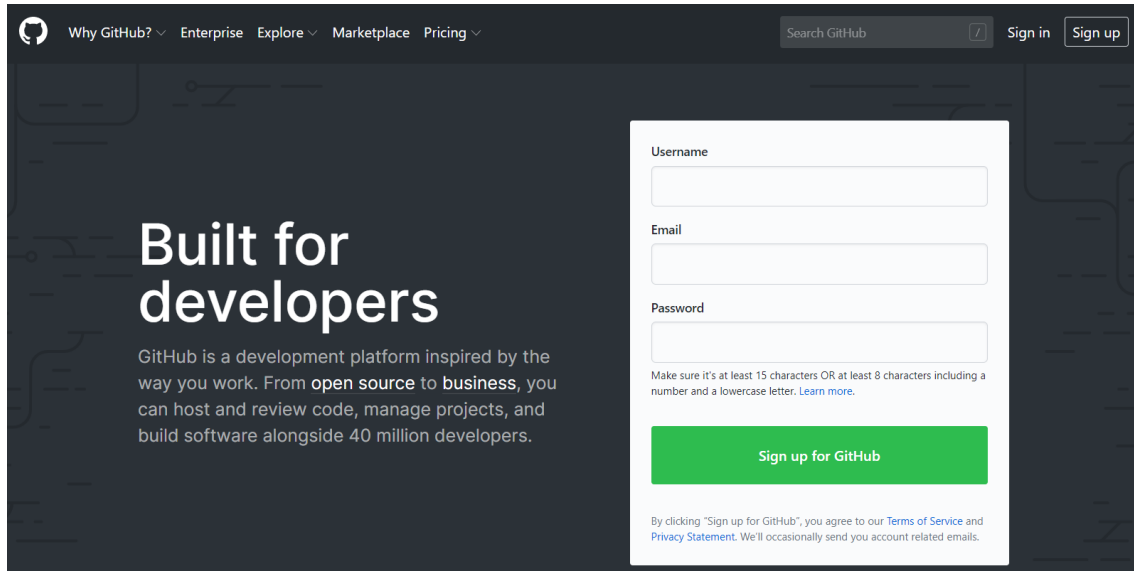 Why GitHub? Enterprise Explore Marketplace Pricing Search GitHub / Sign in Sign up
Built for
developers
GitHub is a development platform inspired by the
way you work. From open source to business, you
can host and review code, manage projects, and
build software alongside 40 million developers.
Username
Email
Password
Make sure it's at least 15 characters OR at least 8 characters including a
number and a lowercase letter. Learn more.
Sign up for GitHub
By clicking “Sign up for GitHub”, you agree to our Terms of Service and
Privacy Statement. We’ll occasionally send you account related emails.